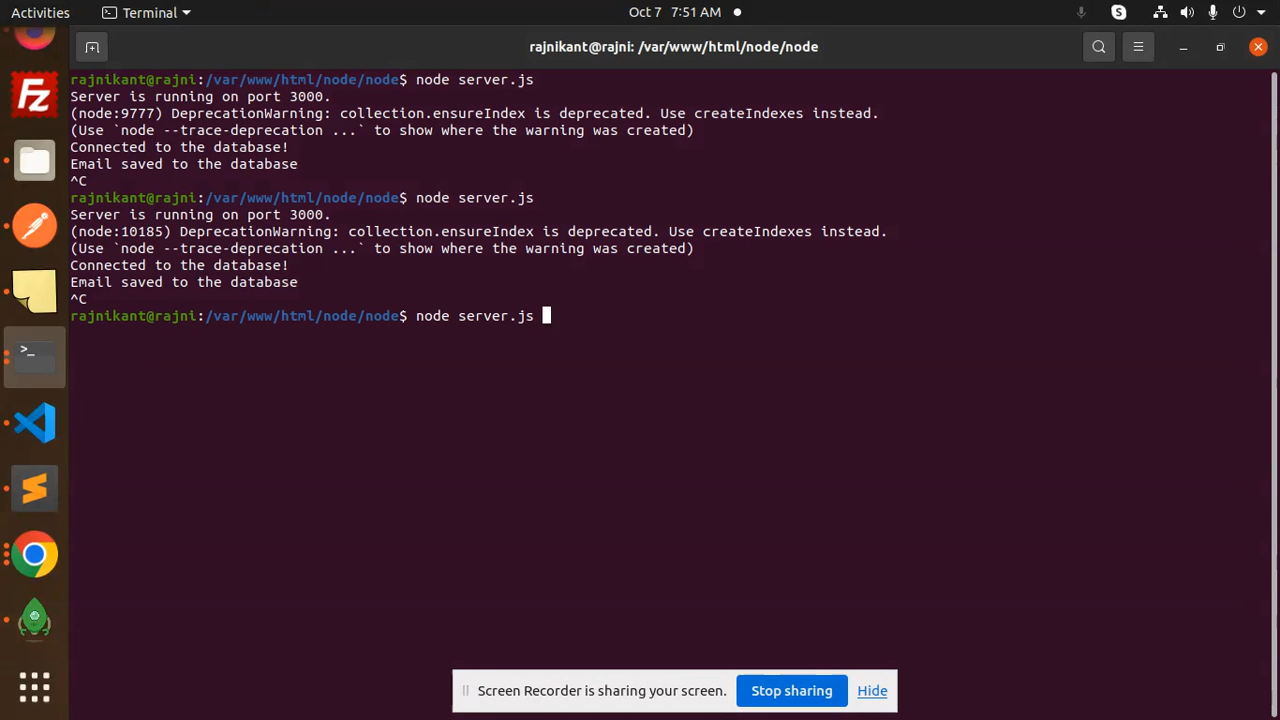 Activities
Terminal
Oct 7 7:51 AM
rajnikant@rajni: /var/www/html/node/node
rajnikant@rajni:/var/www/html/node/node$ node server.js
Server is running on port 3000.
(node:9777) DeprecationWarning: collection.ensureIndex is deprecated. Use createIndexes instead.
(Use `node --trace-deprecation ...` to show where the warning was created)
Connected to the database!
Email saved to the database
^C
rajnikant@rajni:/var/www/html/node/node$ node server.js
Server is running on port 3000.
(node:10185) DeprecationWarning: collection.ensureIndex is deprecated. Use createIndexes instead.
(Use `node --trace-deprecation ...` to show where the warning was created)
Connected to the database!
Email saved to the database
^C
rajnikant@rajni:/var/www/html/node/node$ node server.js
Screen Recorder is sharing your screen.
Stop sharing
Hide